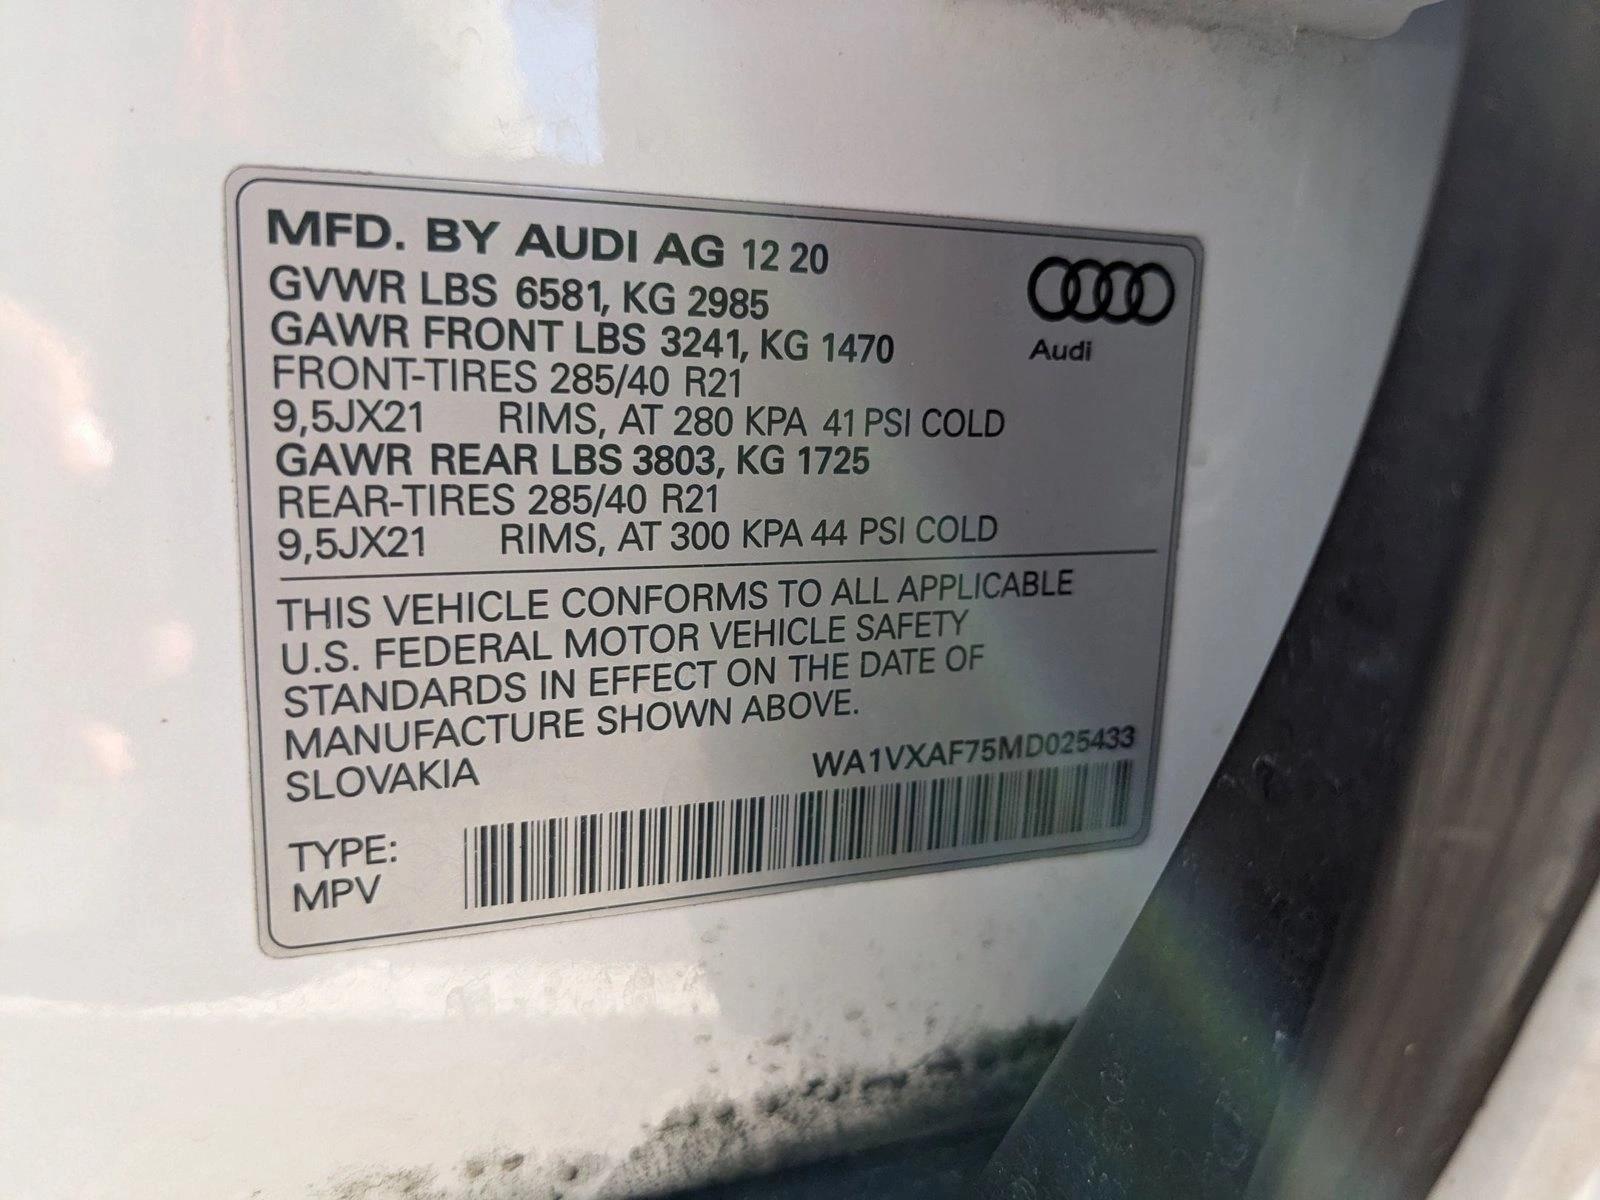 MFD. BY AUDI AG 12 20
GVWR LBS 6581, KG 2985
GAWR FRONT LBS 3241, KG 1470
FRONT-TIRES 285/40 R21
9,5JX21 RIMS, AT 280 KPA 41 PSI COLD
GAWR REAR LBS 3803, KG 1725
REAR-TIRES 285/40 R21
9,5JX21 RIMS, AT 300 KPA 44 PSI COLD
Audi
THIS VEHICLE CONFORMS TO ALL APPLICABLE
U.S. FEDERAL MOTOR VEHICLE SAFETY
STANDARDS IN EFFECT ON THE DATE OF
MANUFACTURE SHOWN ABOVE.
SLOVAKIA
WA1VXAF75MD025433
TYPE:
MPV